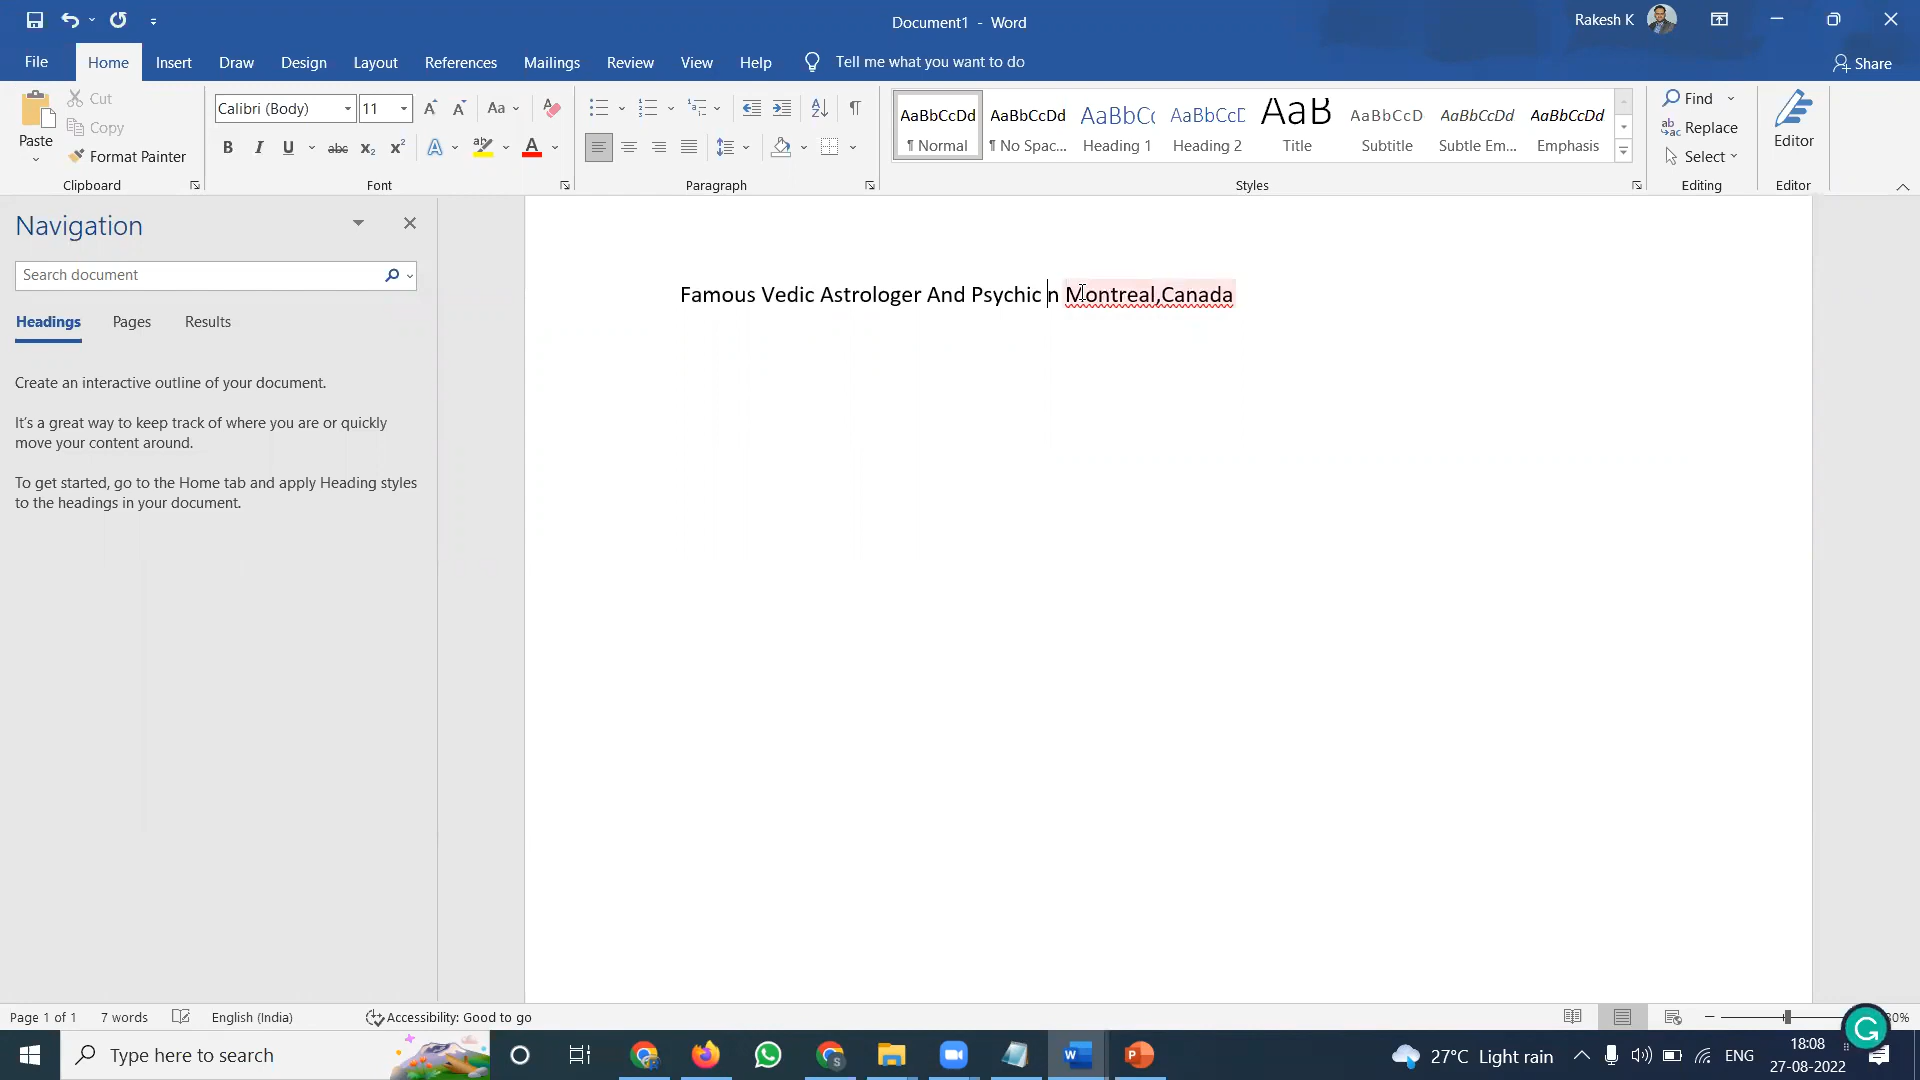 Document1 - Word
Rakesh K
File Home Insert Draw Design Layout References Mailings Review View Help Tell me what you want to do Share
Paste
Cut
Copy
Format Painter
Clipboard
Calibri (Body) 11 Aa
B I U abc x₂ x² A ab A
Font
Paragraph
AaBbCcDd AaBbCcDd AaBbCc AaBbCcD AaB AaBbCcD AaBbCcDd AaBbCcDd
¶ Normal ¶ No Spac... Heading 1 Heading 2 Title Subtitle Subtle Em... Emphasis
Styles
Find
Replace
Select
Editing
Editor
Editor
Navigation
Search document
Headings Pages Results
Create an interactive outline of your document.
It's a great way to keep track of where you are or quickly
move your content around.
To get started, go to the Home tab and apply Heading styles
to the headings in your document.
Famous Vedic Astrologer And Psychic n Montreal,Canada
Page 1 of 1 7 words English (India) Accessibility: Good to go
Type here to search
27°C Light rain
ENG
18:08
27-08-2022